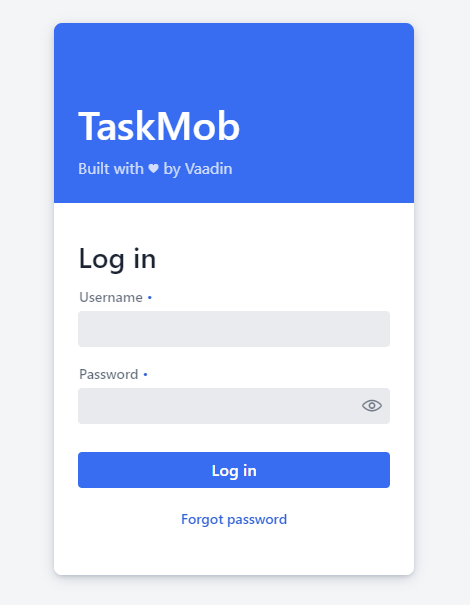 TaskMob
Built with ♥ by Vaadin
Log in
Username •
Password •
Log in
Forgot password